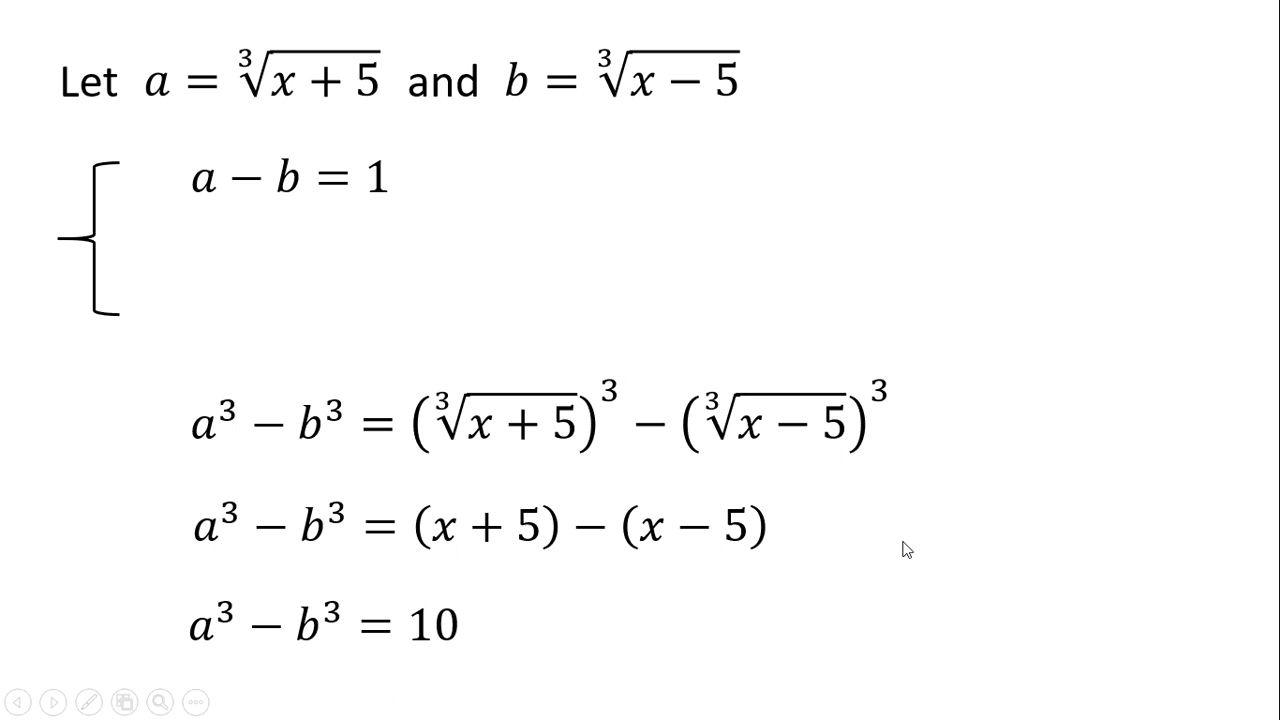 Let a = ∛(x + 5) and b = ∛(x − 5)
a − b = 1
a³ − b³ = (∛(x + 5))³ − (∛(x − 5))³
a³ − b³ = (x + 5) − (x − 5)
a³ − b³ = 10